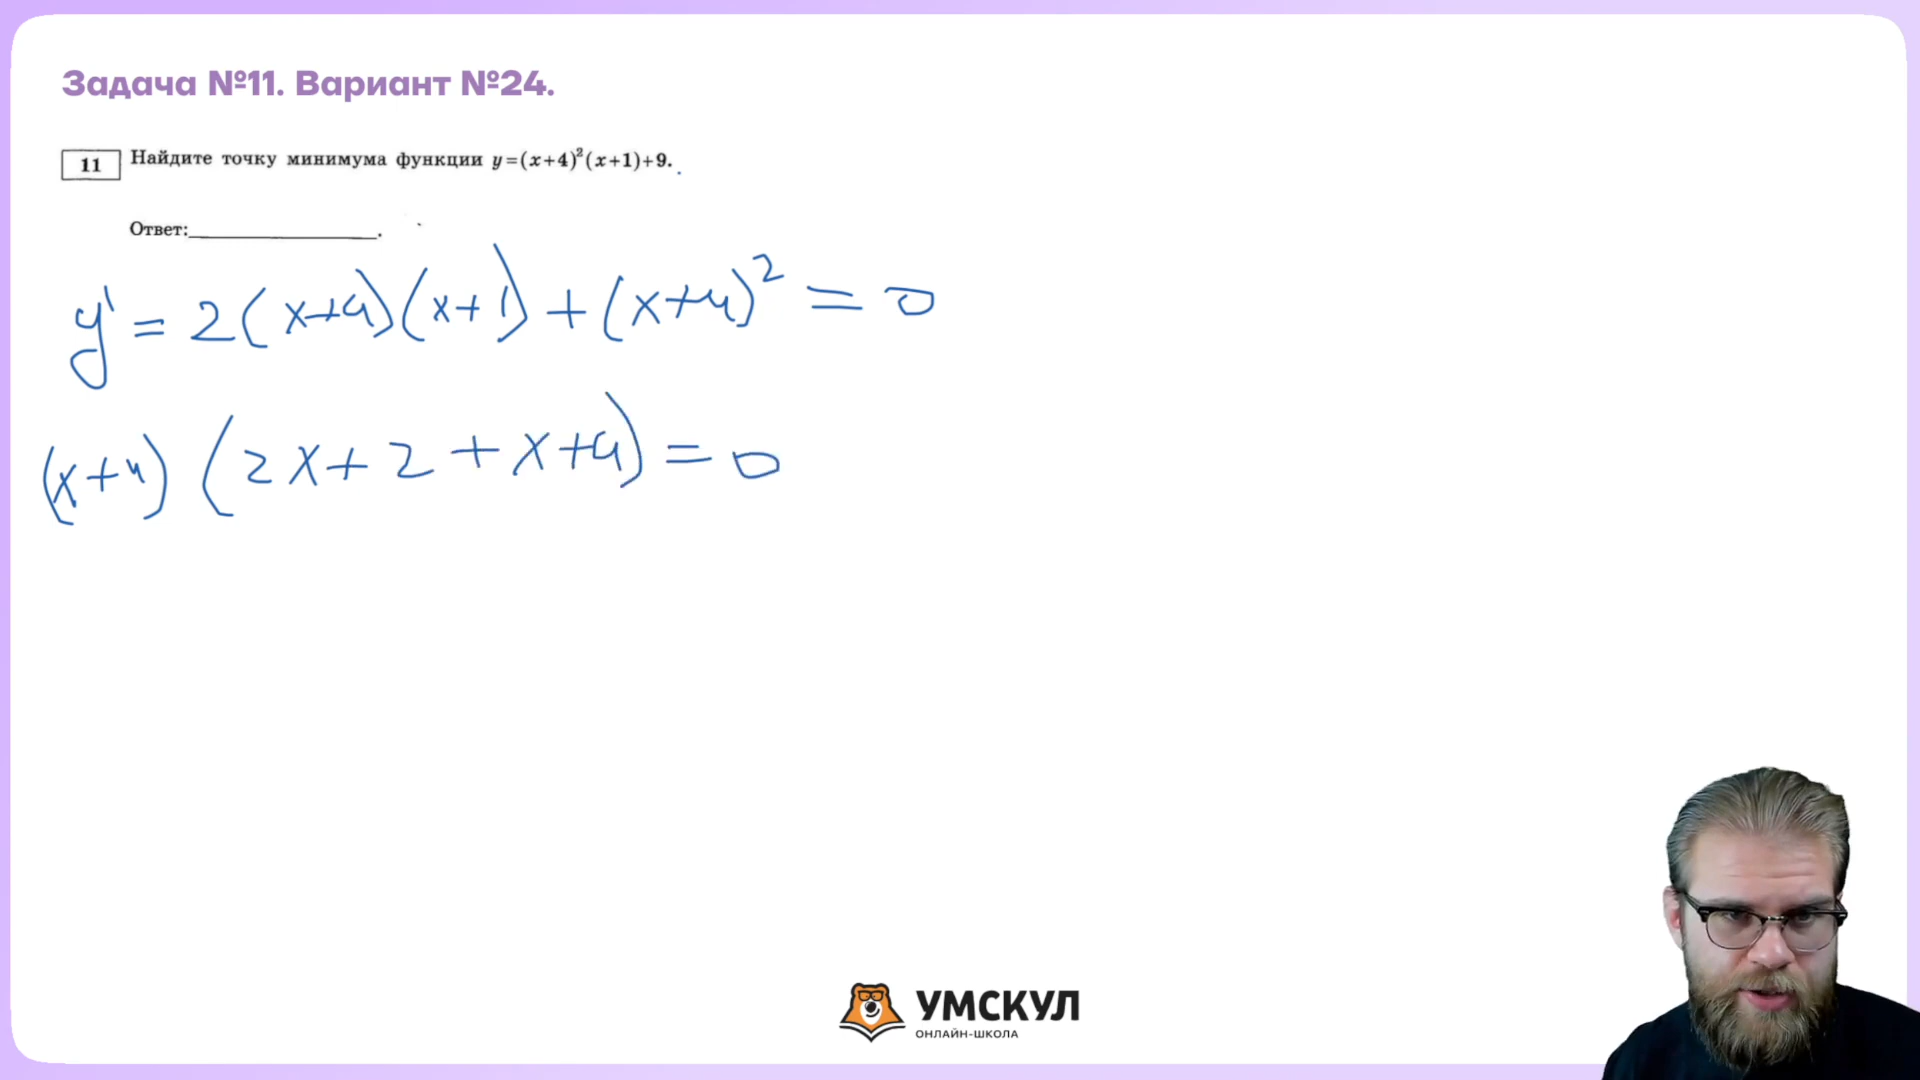 Задача №11. Вариант №24.
11 Найдите точку минимума функции y=(x+4)²(x+1)+9.
Ответ:_________________.
y' = 2(x+4)(x+1)+(x+4)² = 0
(x+4)(2x+2+x+4)=0
УМСКУЛ
ОНЛАЙН-ШКОЛА